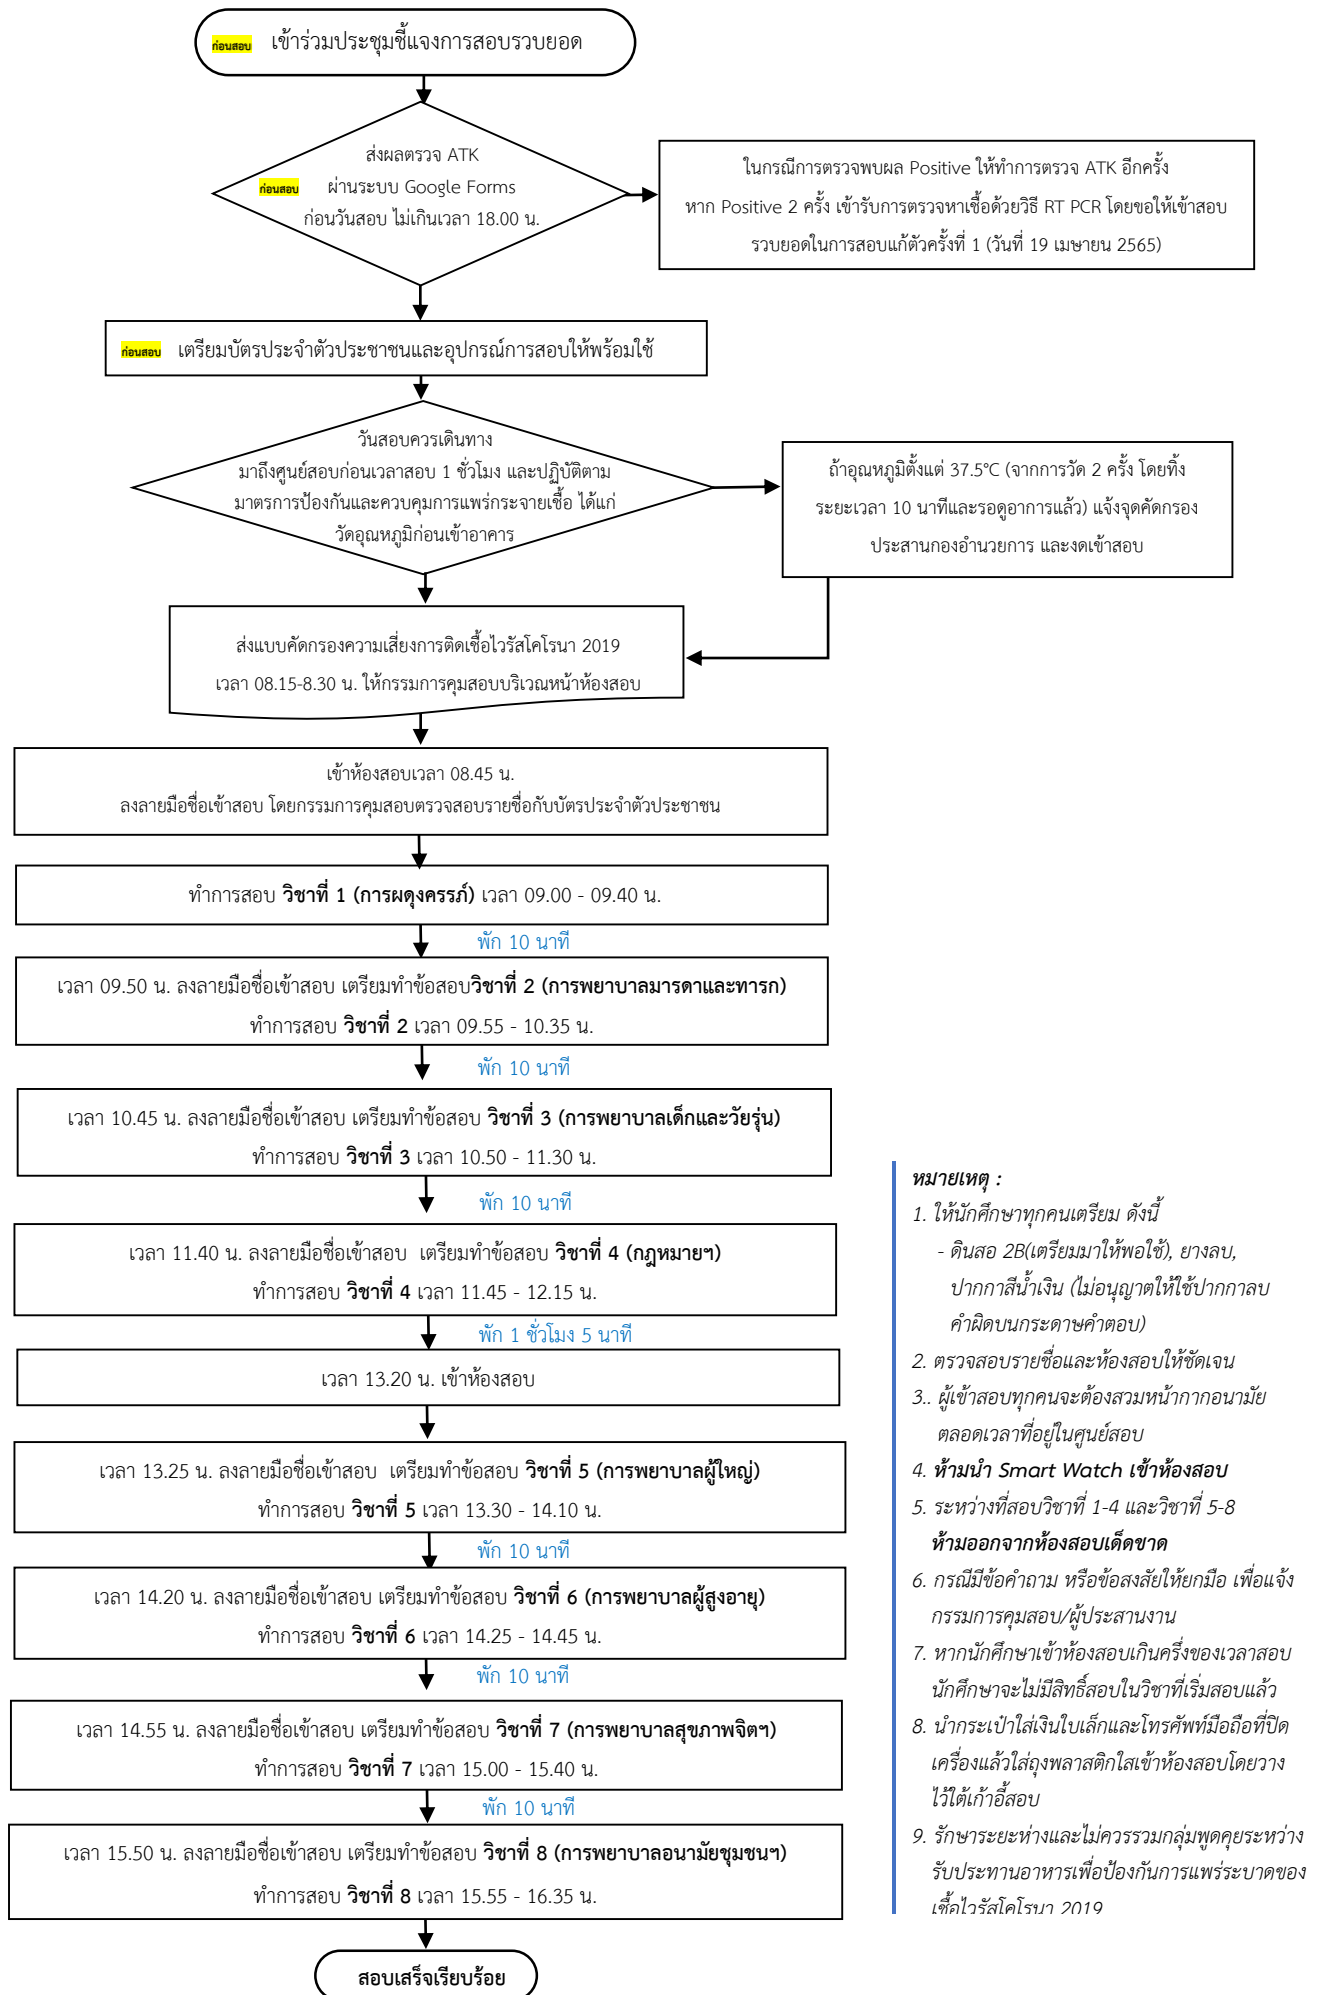 ก่อนสอบ เข้าร่วมประชุมชี้แจงการสอบรวบยอด
ส่งผลตรวจ ATK
ก่อนสอบ ผ่านระบบ Google Forms
ก่อนวันสอบ ไม่เกินเวลา 18.00 น.
ในกรณีการตรวจพบผล Positive ให้ทำการตรวจ ATK อีกครั้ง
หาก Positive 2 ครั้ง เข้ารับการตรวจหาเชื้อด้วยวิธี RT PCR โดยขอให้เข้าสอบ
รวบยอดในการสอบแก้ตัวครั้งที่ 1 (วันที่ 19 เมษายน 2565)
ก่อนสอบ เตรียมบัตรประจำตัวประชาชนและอุปกรณ์การสอบให้พร้อมใช้
วันสอบควรเดินทาง
มาถึงศูนย์สอบก่อนเวลาสอบ 1 ชั่วโมง และปฏิบัติตาม
มาตรการป้องกันและควบคุมการแพร่กระจายเชื้อ ได้แก่
วัดอุณหภูมิก่อนเข้าอาคาร
ถ้าอุณหภูมิตั้งแต่ 37.5°C (จากการวัด 2 ครั้ง โดยทิ้ง
ระยะเวลา 10 นาทีและรอดูอาการแล้ว) แจ้งจุดคัดกรอง
ประสานกองอำนวยการ และงดเข้าสอบ
ส่งแบบคัดกรองความเสี่ยงการติดเชื้อไวรัสโคโรนา 2019
เวลา 08.15-8.30 น. ให้กรรมการคุมสอบบริเวณหน้าห้องสอบ
เข้าห้องสอบเวลา 08.45 น.
ลงลายมือชื่อเข้าสอบ โดยกรรมการคุมสอบตรวจสอบรายชื่อกับบัตรประจำตัวประชาชน
ทำการสอบ วิชาที่ 1 (การผดุงครรภ์) เวลา 09.00 - 09.40 น.
พัก 10 นาที
เวลา 09.50 น. ลงลายมือชื่อเข้าสอบ เตรียมทำข้อสอบวิชาที่ 2 (การพยาบาลมารดาและทารก)
ทำการสอบ วิชาที่ 2 เวลา 09.55 - 10.35 น.
พัก 10 นาที
เวลา 10.45 น. ลงลายมือชื่อเข้าสอบ เตรียมทำข้อสอบ วิชาที่ 3 (การพยาบาลเด็กและวัยรุ่น)
ทำการสอบ วิชาที่ 3 เวลา 10.50 - 11.30 น.
พัก 10 นาที
เวลา 11.40 น. ลงลายมือชื่อเข้าสอบ เตรียมทำข้อสอบ วิชาที่ 4 (กฎหมายฯ)
ทำการสอบ วิชาที่ 4 เวลา 11.45 - 12.15 น.
พัก 1 ชั่วโมง 5 นาที
เวลา 13.20 น. เข้าห้องสอบ
เวลา 13.25 น. ลงลายมือชื่อเข้าสอบ เตรียมทำข้อสอบ วิชาที่ 5 (การพยาบาลผู้ใหญ่)
ทำการสอบ วิชาที่ 5 เวลา 13.30 - 14.10 น.
พัก 10 นาที
เวลา 14.20 น. ลงลายมือชื่อเข้าสอบ เตรียมทำข้อสอบ วิชาที่ 6 (การพยาบาลผู้สูงอายุ)
ทำการสอบ วิชาที่ 6 เวลา 14.25 - 14.45 น.
พัก 10 นาที
เวลา 14.55 น. ลงลายมือชื่อเข้าสอบ เตรียมทำข้อสอบ วิชาที่ 7 (การพยาบาลสุขภาพจิตฯ)
ทำการสอบ วิชาที่ 7 เวลา 15.00 - 15.40 น.
พัก 10 นาที
เวลา 15.50 น. ลงลายมือชื่อเข้าสอบ เตรียมทำข้อสอบ วิชาที่ 8 (การพยาบาลอนามัยชุมชนฯ)
ทำการสอบ วิชาที่ 8 เวลา 15.55 - 16.35 น.
สอบเสร็จเรียบร้อย
หมายเหตุ :
1. ให้นักศึกษาทุกคนเตรียม ดังนี้
- ดินสอ 2B(เตรียมมาให้พอใช้), ยางลบ,
ปากกาสีน้ำเงิน (ไม่อนุญาตให้ใช้ปากกาลบ
คำผิดบนกระดาษคำตอบ)
2. ตรวจสอบรายชื่อและห้องสอบให้ชัดเจน
3.. ผู้เข้าสอบทุกคนจะต้องสวมหน้ากากอนามัย
ตลอดเวลาที่อยู่ในศูนย์สอบ
4. ห้ามนำ Smart Watch เข้าห้องสอบ
5. ระหว่างที่สอบวิชาที่ 1-4 และวิชาที่ 5-8
ห้ามออกจากห้องสอบเด็ดขาด
6. กรณีมีข้อคำถาม หรือข้อสงสัยให้ยกมือ เพื่อแจ้ง
กรรมการคุมสอบ/ผู้ประสานงาน
7. หากนักศึกษาเข้าห้องสอบเกินครึ่งของเวลาสอบ
นักศึกษาจะไม่มีสิทธิ์สอบในวิชาที่เริ่มสอบแล้ว
8. นำกระเป๋าใส่เงินใบเล็กและโทรศัพท์มือถือที่ปิด
เครื่องแล้วใส่ถุงพลาสติกใสเข้าห้องสอบโดยวาง
ไว้ใต้เก้าอี้สอบ
9. รักษาระยะห่างและไม่ควรรวมกลุ่มพูดคุยระหว่าง
รับประทานอาหารเพื่อป้องกันการแพร่ระบาดของ
เชื้อไวรัสโคโรนา 2019